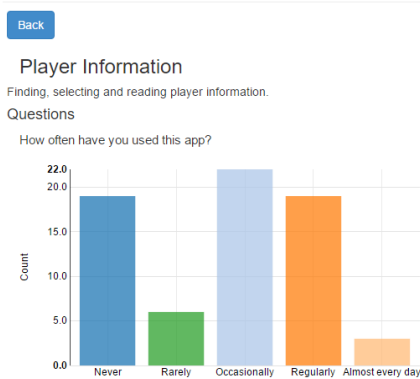 Back
Player Information
Finding, selecting and reading player information.
Questions
How often have you used this app?
22.0
20.0
15.0
10.0
5.0
0.0
Count
Never Rarely Occasionally Regularly Almost every day